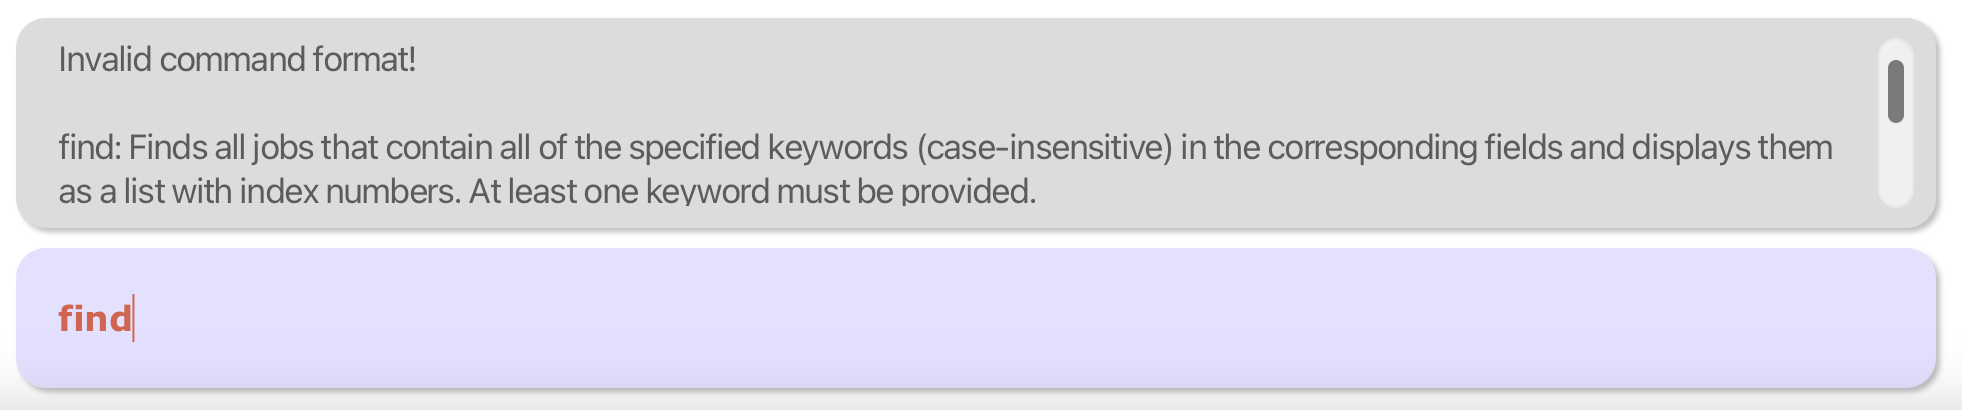 Invalid command format!
find: Finds all jobs that contain all of the specified keywords (case-insensitive) in the corresponding fields and displays them
as a list with index numbers. At least one keyword must be provided.
find